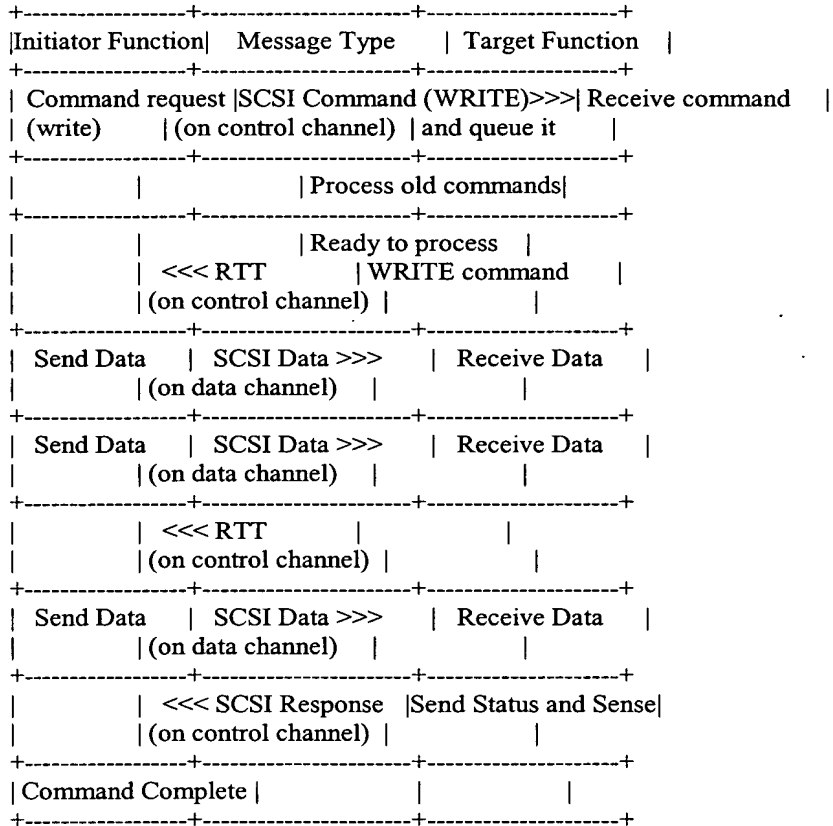 +------------------+------------------------+---------------------+
|Initiator Function| Message Type | Target Function |
+------------------+------------------------+---------------------+
| Command request |SCSI Command (WRITE)>>>| Receive command |
| (write) | (on control channel) | and queue it |
+------------------+------------------------+---------------------+
| | | Process old commands|
+------------------+------------------------+---------------------+
| | | Ready to process |
| | <<< RTT | WRITE command |
| | (on control channel) | |
+------------------+------------------------+---------------------+
| Send Data | SCSI Data >>> | Receive Data |
| | (on data channel) | |
+------------------+------------------------+---------------------+
| Send Data | SCSI Data >>> | Receive Data |
| | (on data channel) | |
+------------------+------------------------+---------------------+
| | <<< RTT | |
| | (on control channel) | |
+------------------+------------------------+---------------------+
| Send Data | SCSI Data >>> | Receive Data |
| | (on data channel) | |
+------------------+------------------------+---------------------+
| | <<< SCSI Response |Send Status and Sense|
| | (on control channel) | |
+------------------+------------------------+---------------------+
| Command Complete | | |
+------------------+------------------------+---------------------+